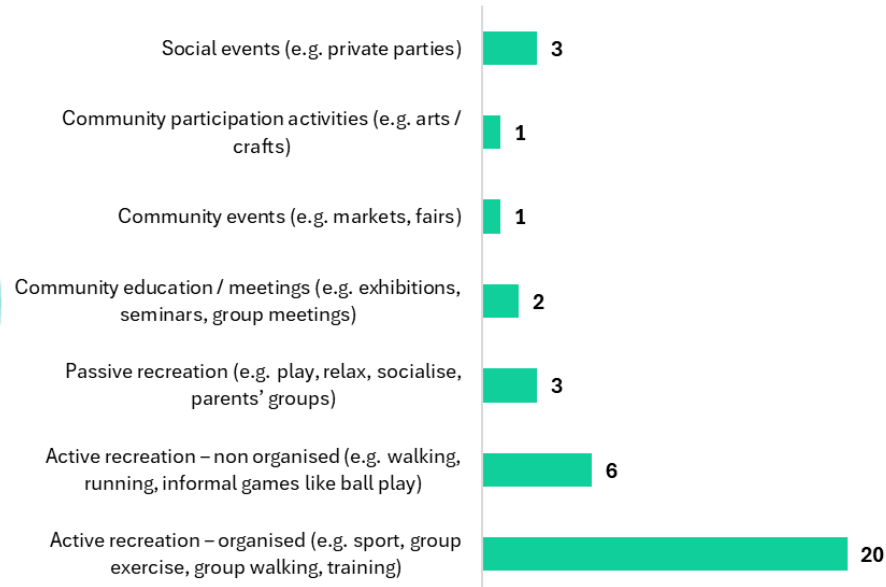 Social events (e.g. private parties)
3
Community participation activities (e.g. arts /
crafts)
1
Community events (e.g. markets, fairs)
1
Community education / meetings (e.g. exhibitions,
seminars, group meetings)
2
Passive recreation (e.g. play, relax, socialise,
parents’ groups)
3
Active recreation – non organised (e.g. walking,
running, informal games like ball play)
6
Active recreation – organised (e.g. sport, group
exercise, group walking, training)
20